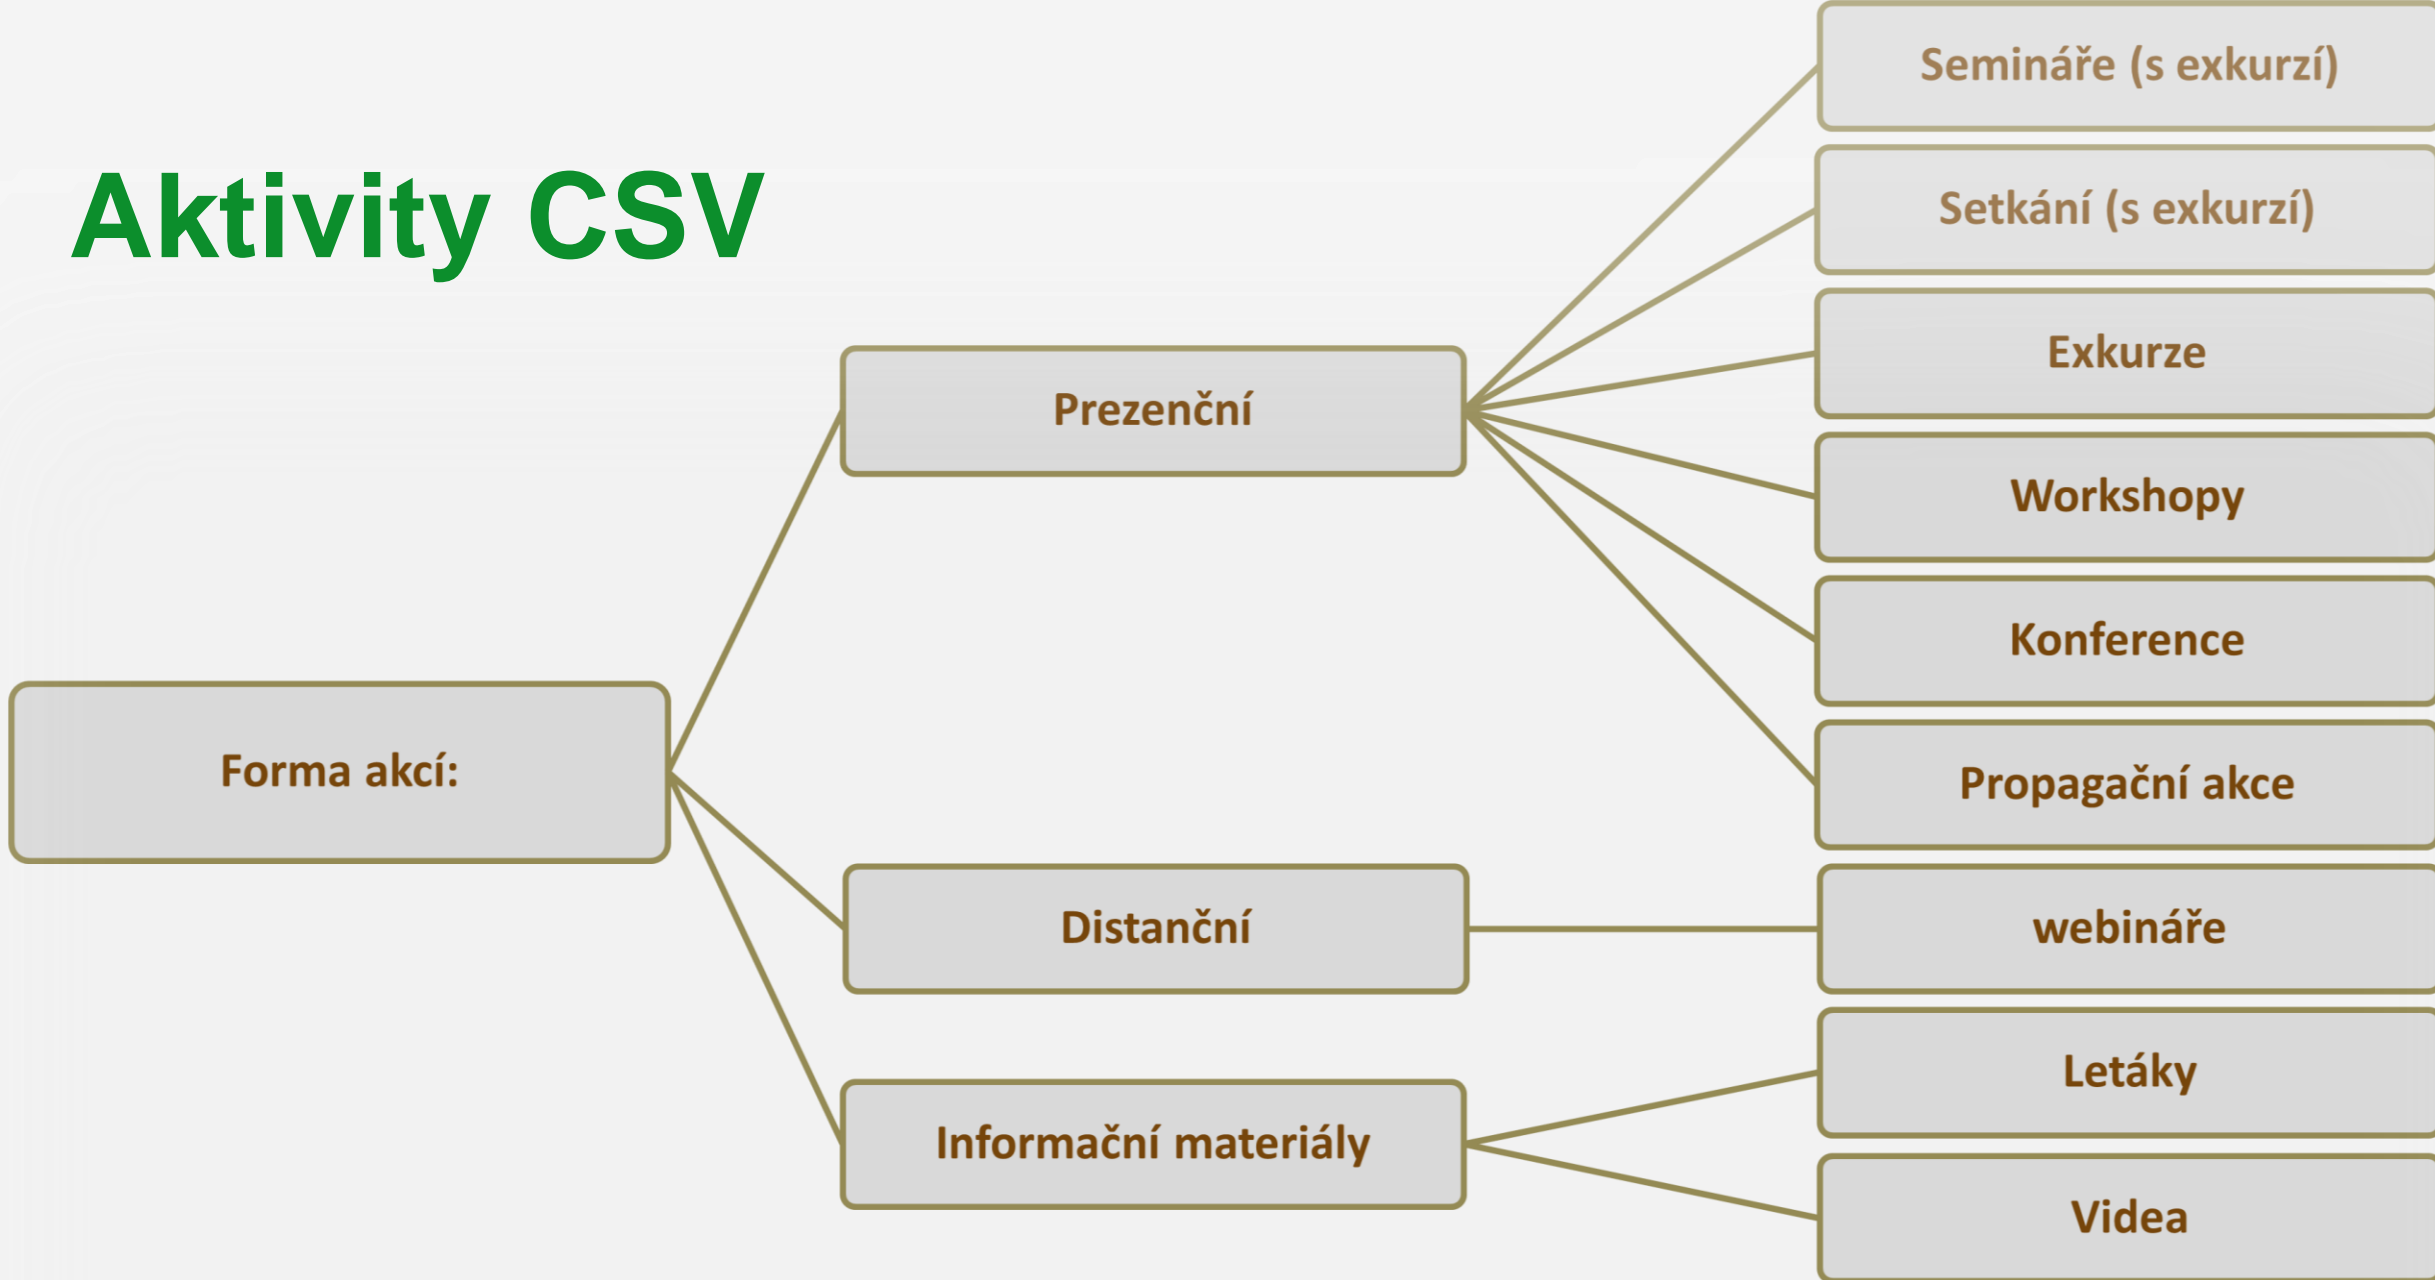 Aktivity CSV
Forma akcí:
Prezenční
Semináře (s exkurzí)
Setkání (s exkurzí)
Exkurze
Workshopy
Konference
Propagační akce
Distanční
webináře
Informační materiály
Letáky
Videa